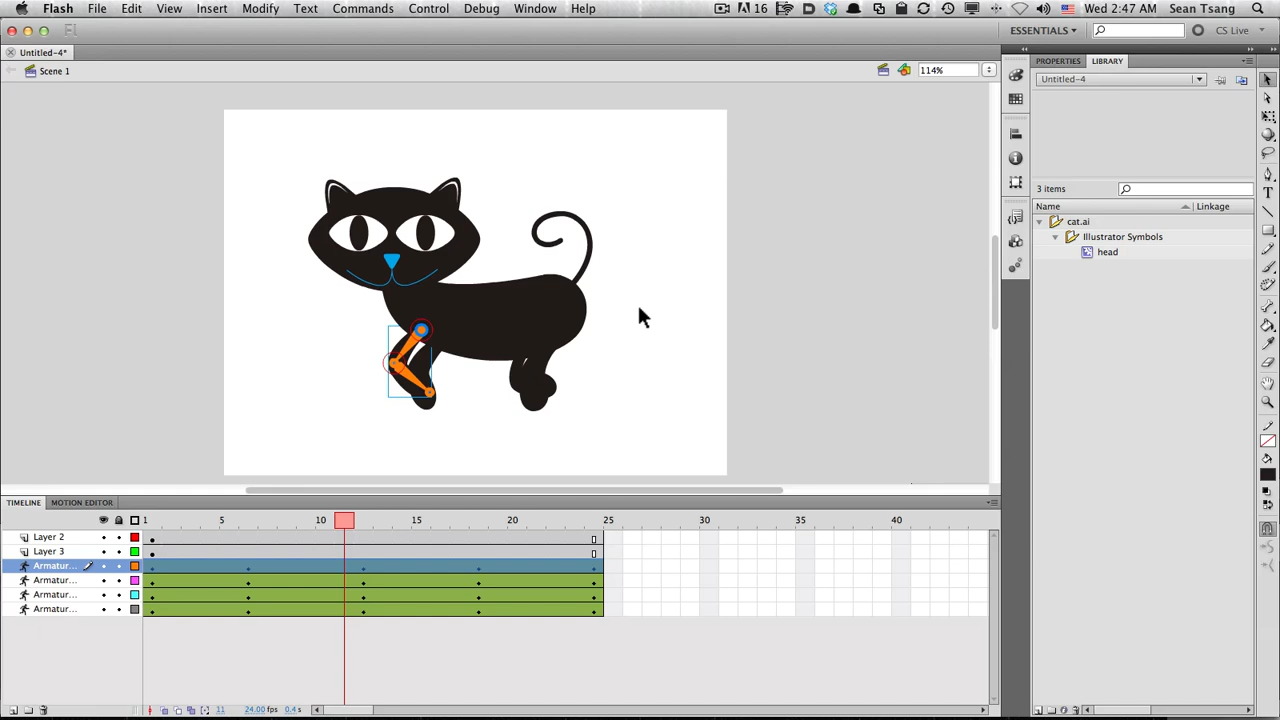 Flash File Edit View Insert Modify Text Commands Control Debug Window Help 16 Wed 2:47 AM Sean Tsang
Fl ESSENTIALS CS Live
Untitled-4*
Scene 1 114%
PROPERTIES LIBRARY
Untitled-4
3 items
Name Linkage
cat.ai
Illustrator Symbols
head
TIMELINE MOTION EDITOR
1 5 10 15 20 25 30 35 40
Layer 2
Layer 3
Armatur...
Armatur...
Armatur...
Armatur...
11 24.00 fps 0.4 s